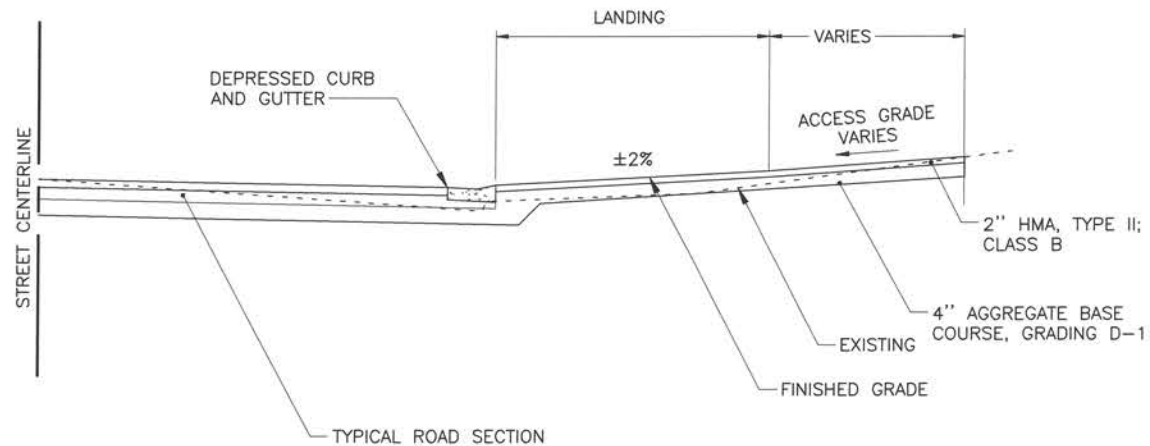 LANDING
VARIES
DEPRESSED CURB
AND GUTTER
ACCESS GRADE
VARIES
STREET CENTERLINE
±2%
2'' HMA, TYPE II;
CLASS B
4'' AGGREGATE BASE
COURSE, GRADING D-1
EXISTING
FINISHED GRADE
TYPICAL ROAD SECTION